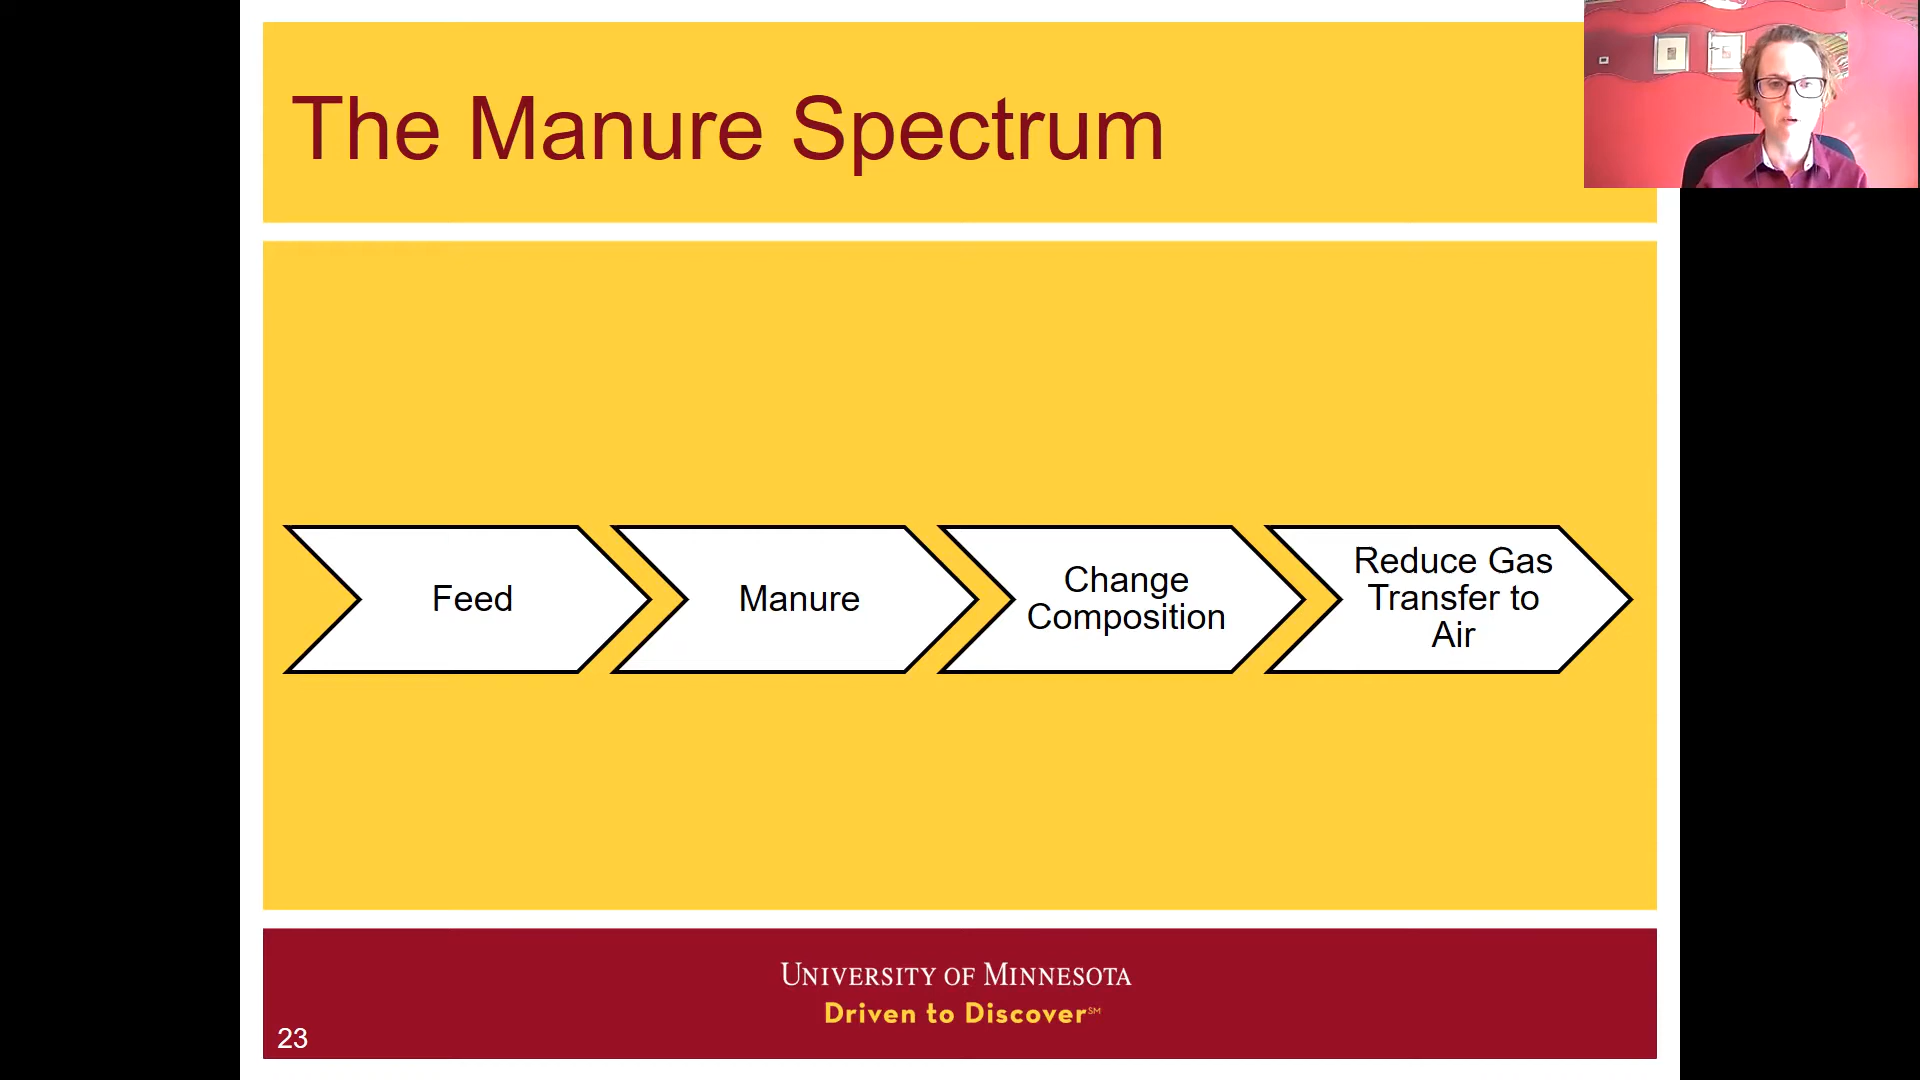 The Manure Spectrum
Feed
Manure
Change
Composition
Reduce Gas
Transfer to
Air
UNIVERSITY OF MINNESOTA
Driven to Discover℠
23